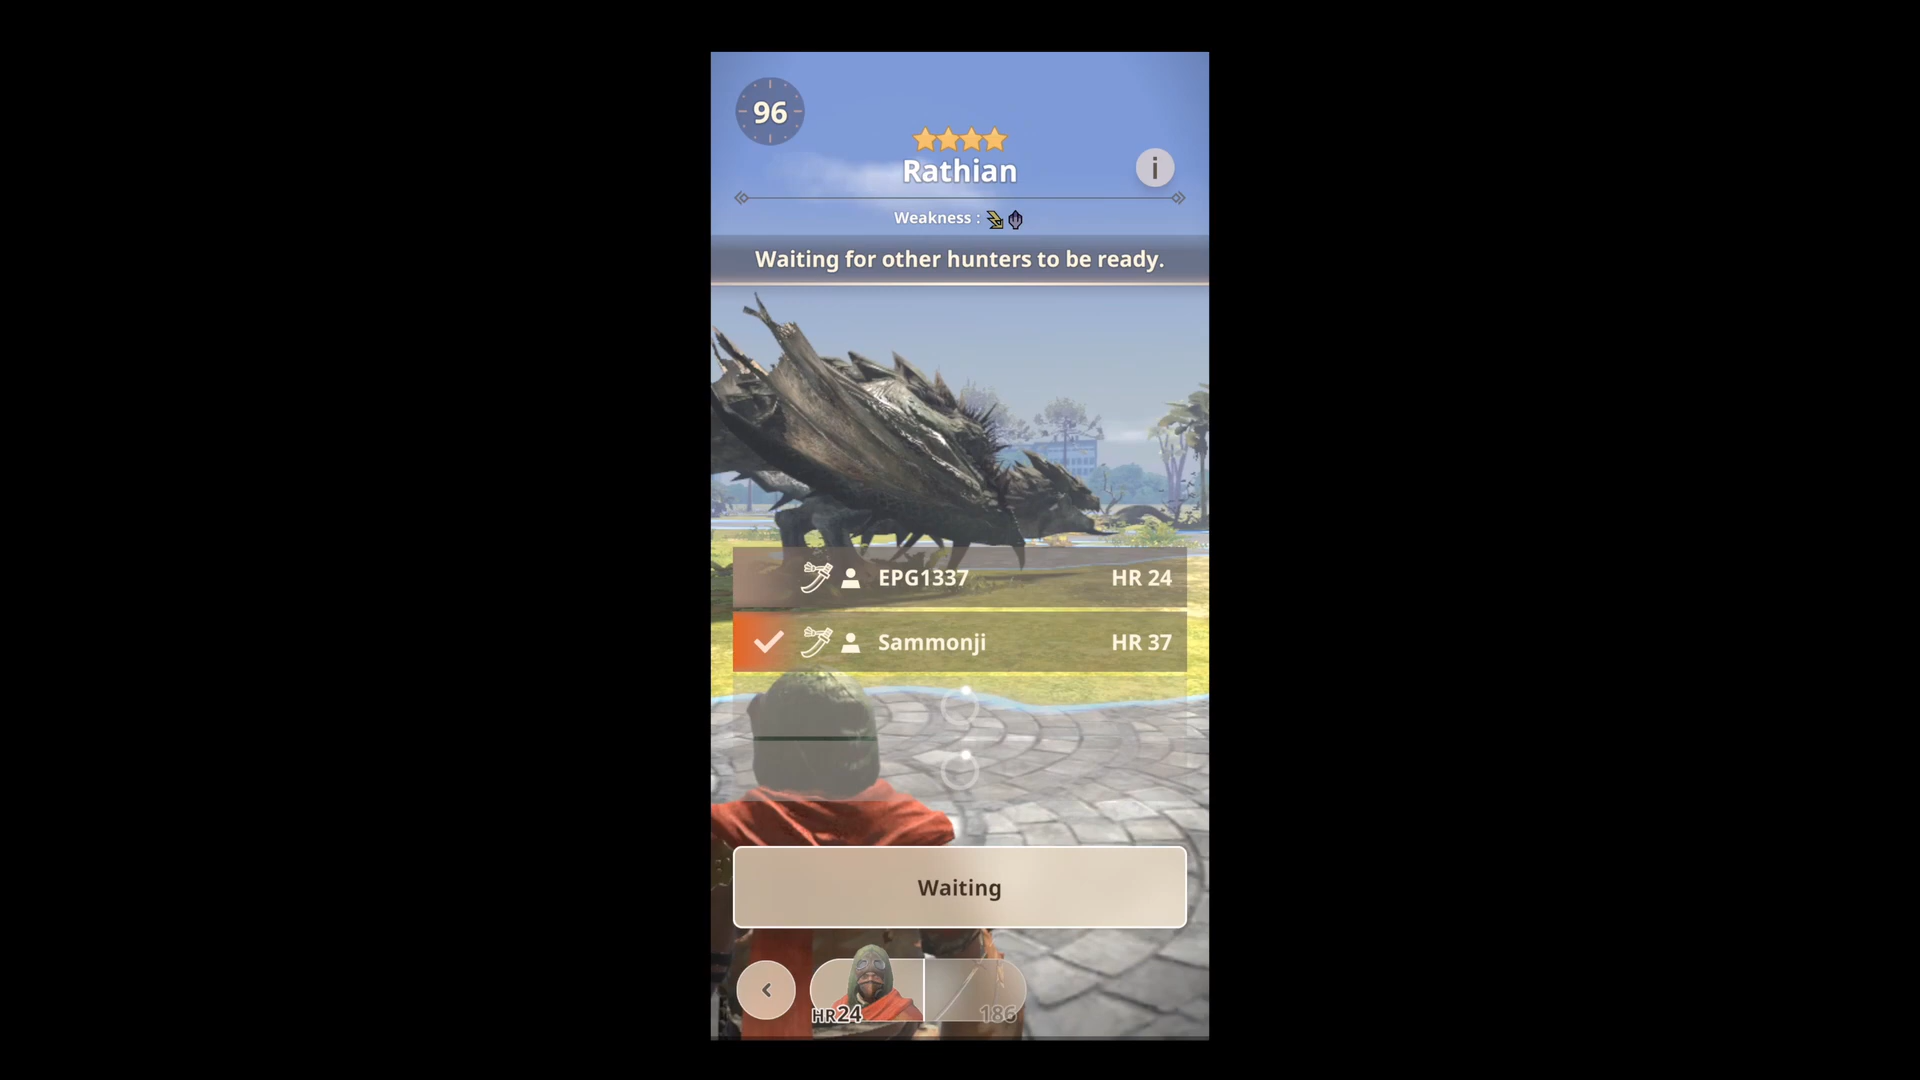 96
Rathian
i
Weakness :
Waiting for other hunters to be ready.
EPG1337 HR 24
Sammonji HR 37
Waiting
HR24 186